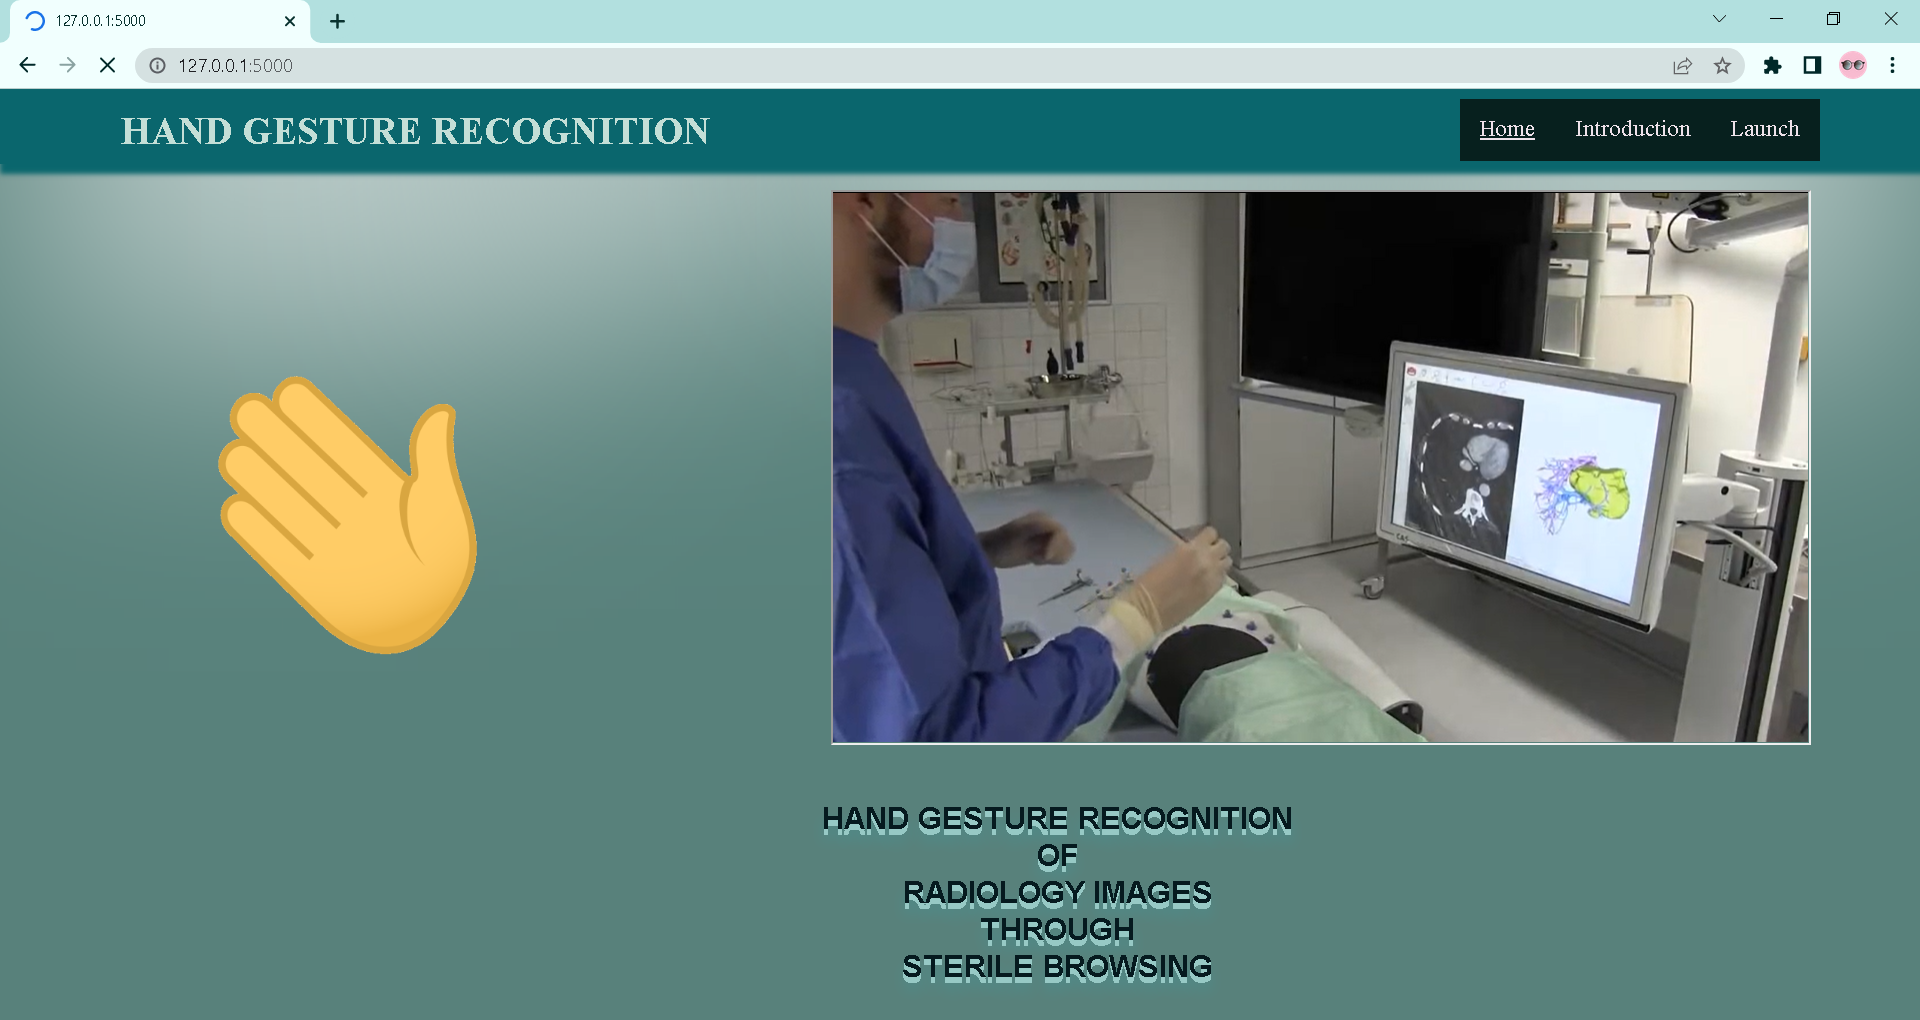 127.0.0.1:5000
127.0.0.1:5000
HAND GESTURE RECOGNITION
Home Introduction Launch
CAS
HAND GESTURE RECOGNITION
OF
RADIOLOGY IMAGES
THROUGH
STERILE BROWSING